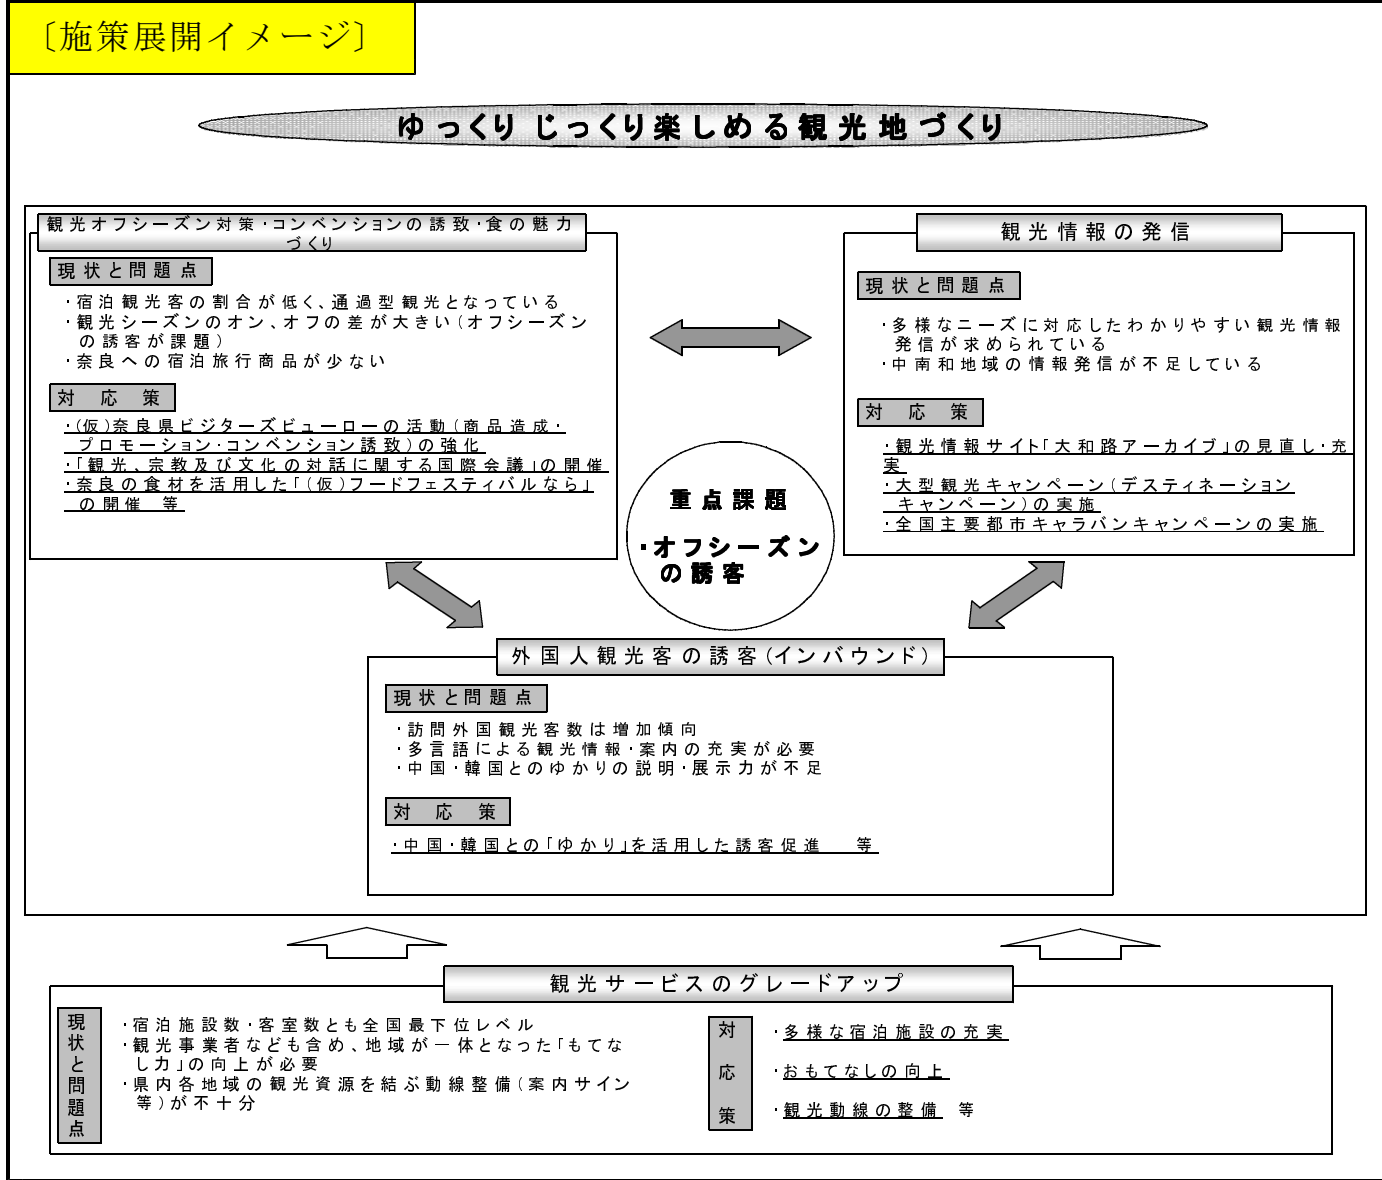 〔施策展開イメージ〕
ゆっくりじっくり楽しめる観光地づくり
観光オフシーズン対策・コンベンションの誘致・食の魅力
づくり
現状と問題点
・宿泊観光客の割合が低く、通過型観光となっている
・観光シーズンのオン、オフの差が大きい（オフシーズン
の誘客が課題）
・奈良への宿泊旅行商品が少ない
対　応　策
・(仮)奈良県ビジターズビューローの活動（商品造成・
プロモーション・コンベンション誘致）の強化
・「観光、宗教及び文化の対話に関する国際会議」の開催
・奈良の食材を活用した「（仮）フードフェスティバルなら」
の開催　等
観光情報の発信
現状と問題点
・多様なニーズに対応したわかりやすい観光情報
発信が求められている
・中南和地域の情報発信が不足している
対　応　策
・観光情報サイト「大和路アーカイブ」の見直し・充
実
・大型観光キャンペーン（デスティネーション
キャンペーン）の実施
・全国主要都市キャラバンキャンペーンの実施
重点課題
・オフシーズン
の誘客
外国人観光客の誘客（インバウンド）
現状と問題点
・訪問外国観光客数は増加傾向
・多言語による観光情報・案内の充実が必要
・中国・韓国とのゆかりの説明・展示力が不足
対　応　策
・中国・韓国との「ゆかり」を活用した誘客促進　等
観光サービスのグレードアップ
現状と問題点
・宿泊施設数・客室数とも全国最下位レベル
・観光事業者なども含め、地域が一体となった「もてな
し力」の向上が必要
・県内各地域の観光資源を結ぶ動線整備（案内サイン
等）が不十分
対　応　策
・多様な宿泊施設の充実
・おもてなしの向上
・観光動線の整備　等